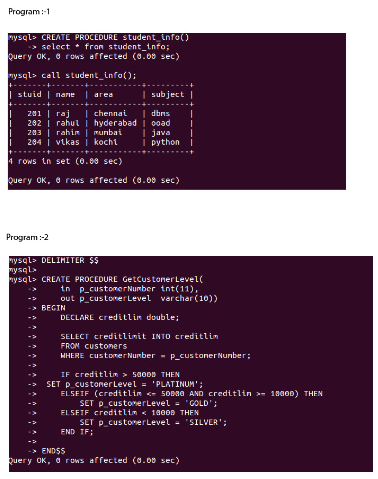 Program :-1
mysql> CREATE PROCEDURE student_info()
    -> select * from student_info;
Query OK, 0 rows affected (0.00 sec)

mysql> call student_info();
+-------+-------+-----------+---------+
| stuid | name  | area      | subject |
+-------+-------+-----------+---------+
|   201 | raj   | chennai   | dbms    |
|   202 | rahul | hyderabad | ooad    |
|   203 | rahim | munbai    | java    |
|   204 | vikas | kochi     | python  |
+-------+-------+-----------+---------+
4 rows in set (0.00 sec)

Query OK, 0 rows affected (0.00 sec)

Program :-2
mysql> DELIMITER $$
mysql>
mysql> CREATE PROCEDURE GetCustomerLevel(
    ->     in  p_customerNumber int(11),
    ->     out p_customerLevel  varchar(10))
    -> BEGIN
    ->     DECLARE creditlim double;
    ->
    ->     SELECT creditlimit INTO creditlim
    ->     FROM customers
    ->     WHERE customerNumber = p_customerNumber;
    ->
    ->     IF creditlim > 50000 THEN
    ->  SET p_customerLevel = 'PLATINUM';
    ->     ELSEIF (creditlim <= 50000 AND creditlim >= 10000) THEN
    ->         SET p_customerLevel = 'GOLD';
    ->     ELSEIF creditlim < 10000 THEN
    ->         SET p_customerLevel = 'SILVER';
    ->     END IF;
    ->
    -> END$$
Query OK, 0 rows affected (0.00 sec)